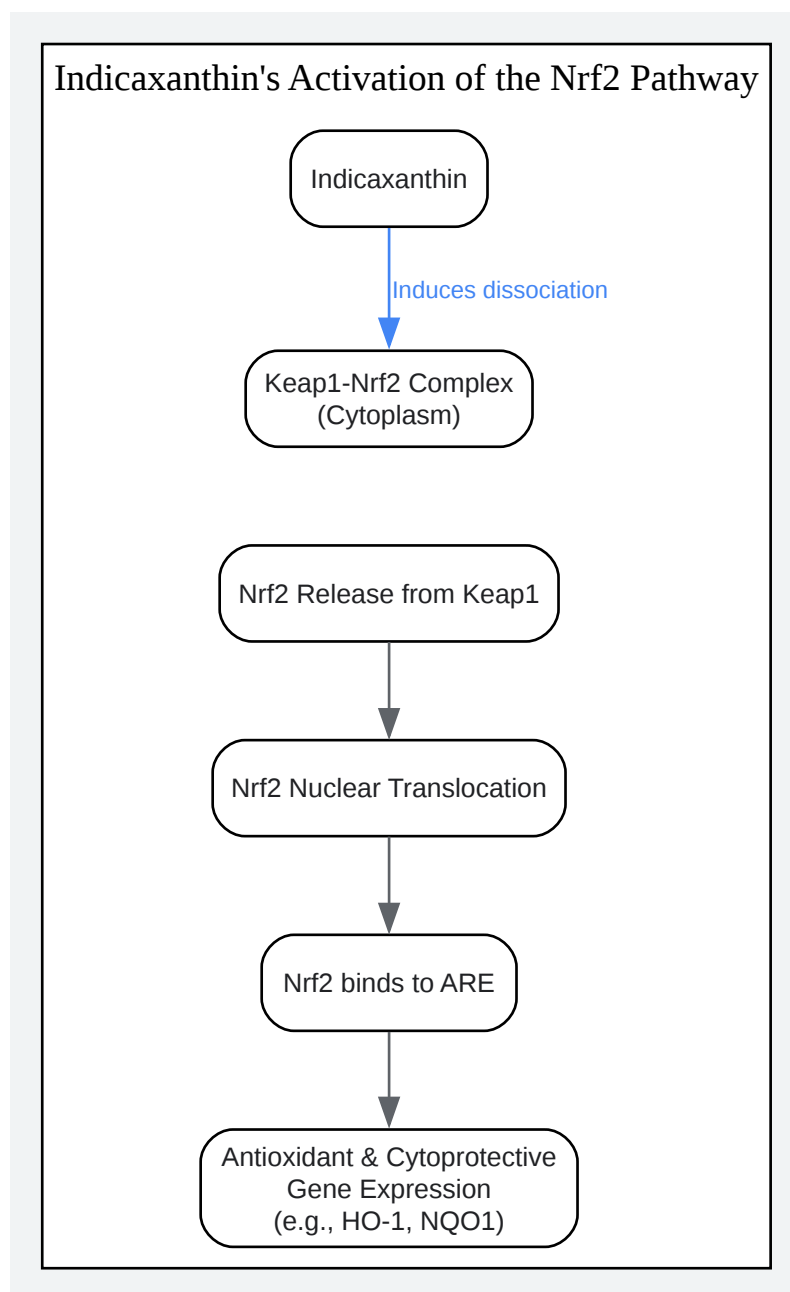 Indicaxanthin's Activation of the Nrf2 Pathway
Indicaxanthin
Induces dissociation
Keap1-Nrf2 Complex
(Cytoplasm)
Nrf2 Release from Keap1
Nrf2 Nuclear Translocation
Nrf2 binds to ARE
Antioxidant & Cytoprotective
Gene Expression
(e.g., HO-1, NQO1)